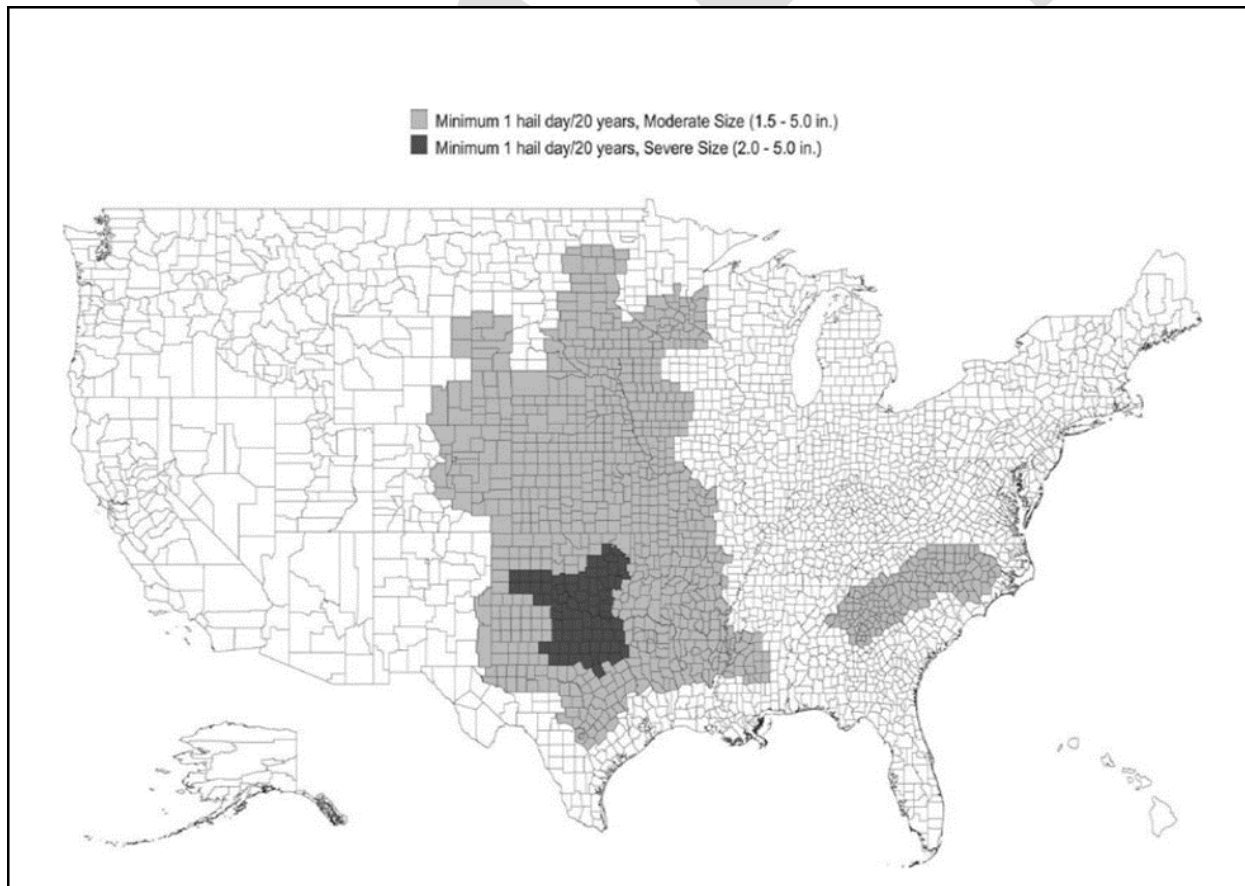 Minimum 1 hail day/20 years, Moderate Size (1.5 - 5.0 in.)
Minimum 1 hail day/20 years, Severe Size (2.0 - 5.0 in.)